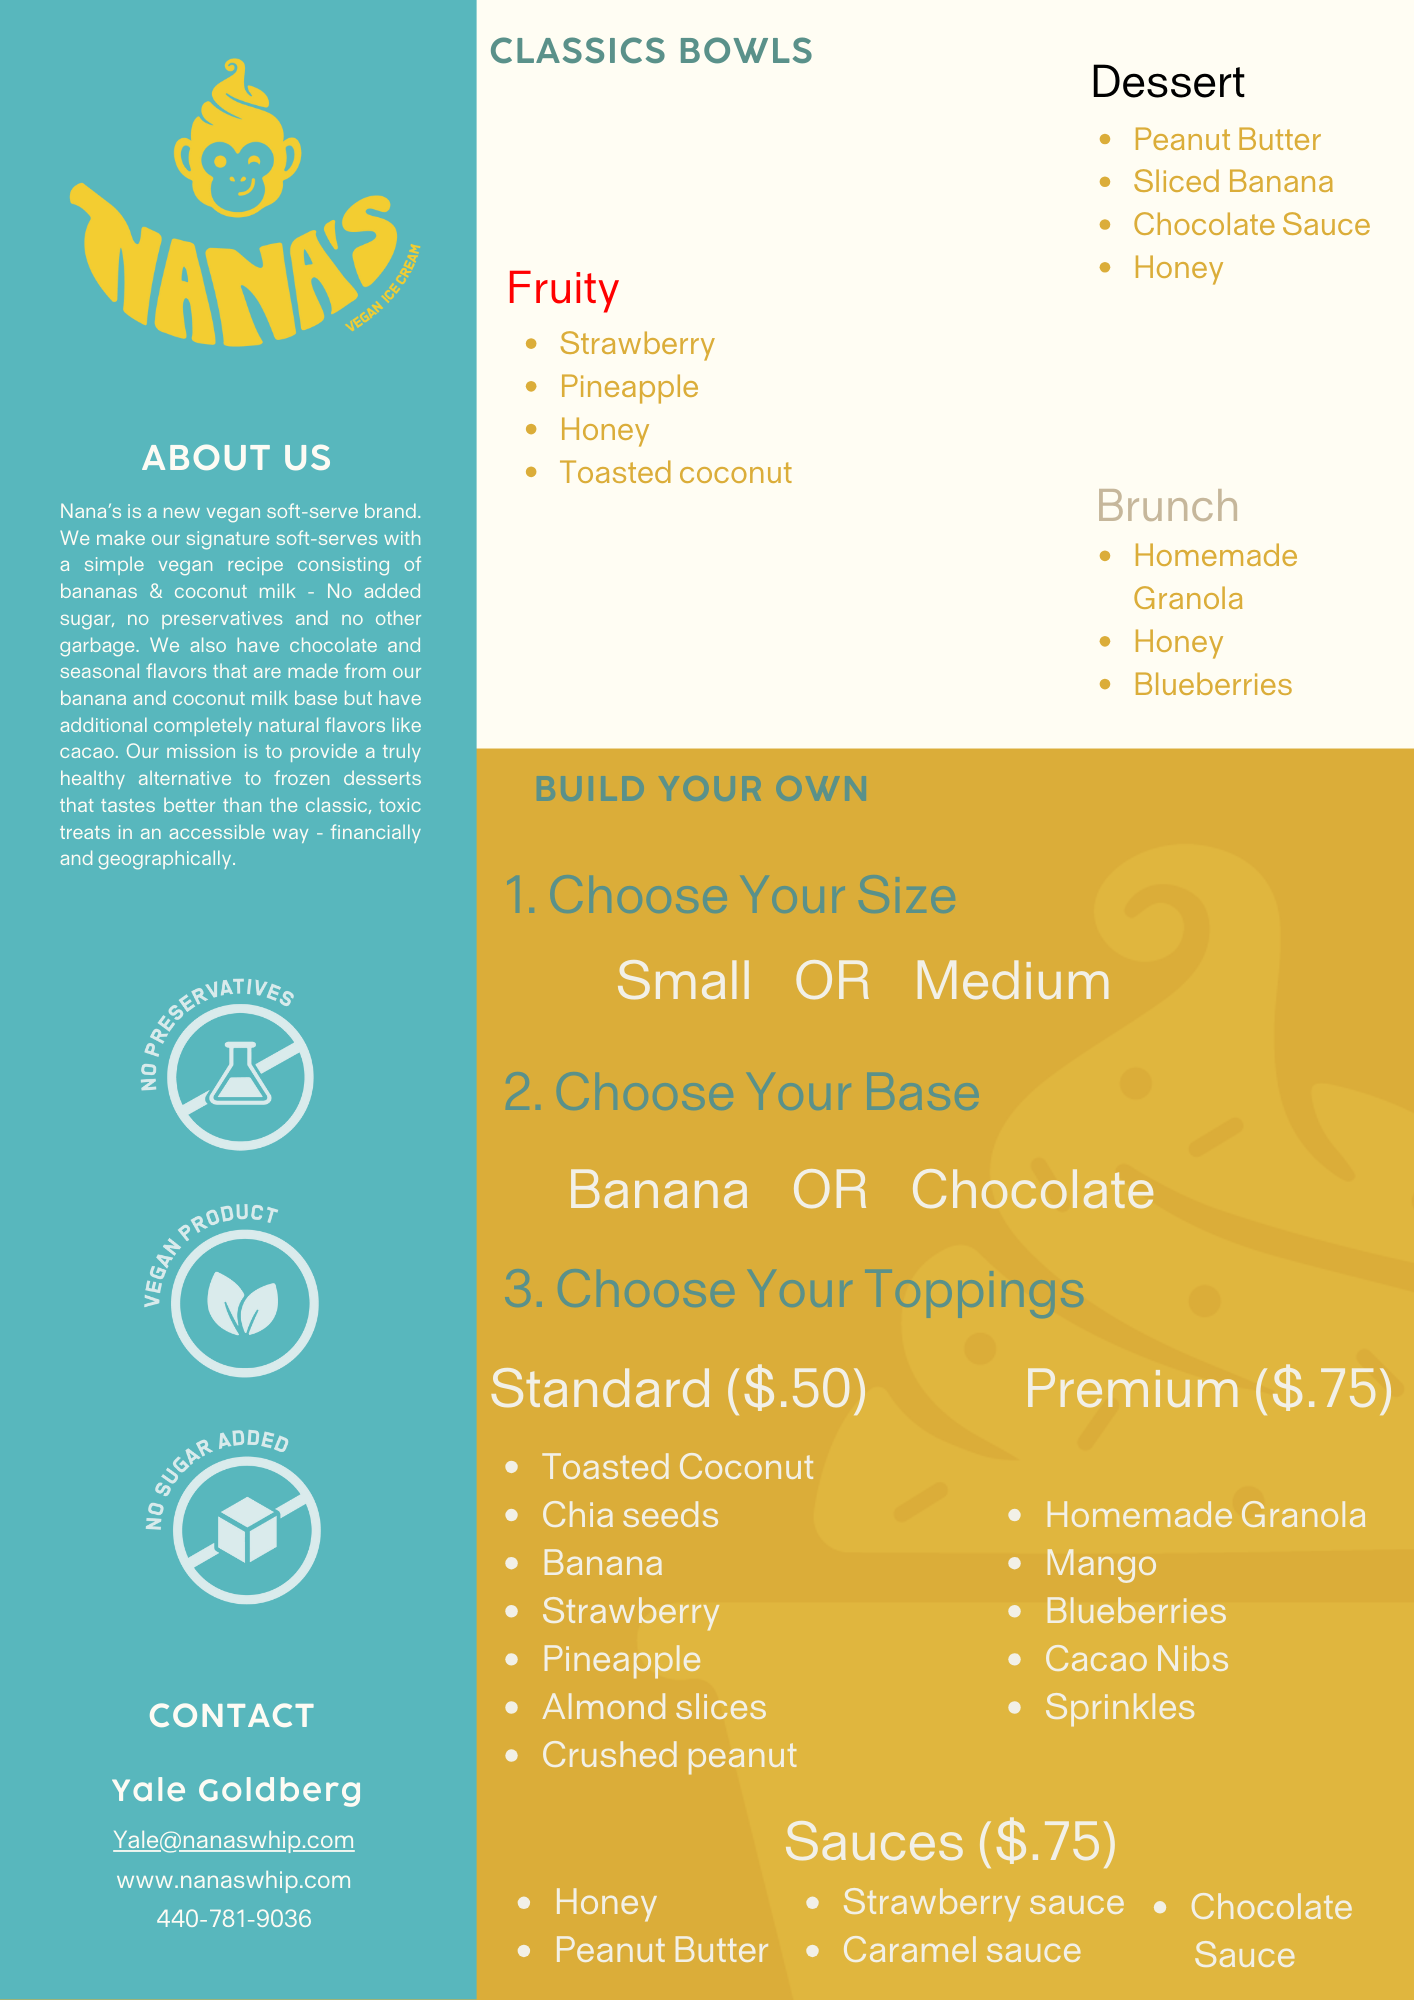 NANA'S
VEGAN ICE CREAM
ABOUT US
Nana's is a new vegan soft-serve brand.
We make our signature soft-serves with
a simple vegan recipe consisting of
bananas & coconut milk - No added
sugar, no preservatives and no other
garbage. We also have chocolate and
seasonal flavors that are made from our
banana and coconut milk base but have
additional completely natural flavors like
cacao. Our mission is to provide a truly
healthy alternative to frozen desserts
that tastes better than the classic, toxic
treats in an accessible way - financially
and geographically.
NO PRESERVATIVES
VEGAN PRODUCT
NO SUGAR ADDED
CONTACT
Yale Goldberg
Yale@nanaswhip.com
www.nanaswhip.com
440-781-9036
CLASSICS BOWLS
Fruity
• Strawberry
• Pineapple
• Honey
• Toasted coconut
Dessert
• Peanut Butter
• Sliced Banana
• Chocolate Sauce
• Honey
Brunch
• Homemade
Granola
• Honey
• Blueberries
BUILD YOUR OWN
1. Choose Your Size
Small OR Medium
2. Choose Your Base
Banana OR Chocolate
3. Choose Your Toppings
Standard ($.50)
• Toasted Coconut
• Chia seeds
• Banana
• Strawberry
• Pineapple
• Almond slices
• Crushed peanut
Premium ($.75)
• Homemade Granola
• Mango
• Blueberries
• Cacao Nibs
• Sprinkles
Sauces ($.75)
• Honey
• Peanut Butter
• Strawberry sauce
• Caramel sauce
• Chocolate
Sauce